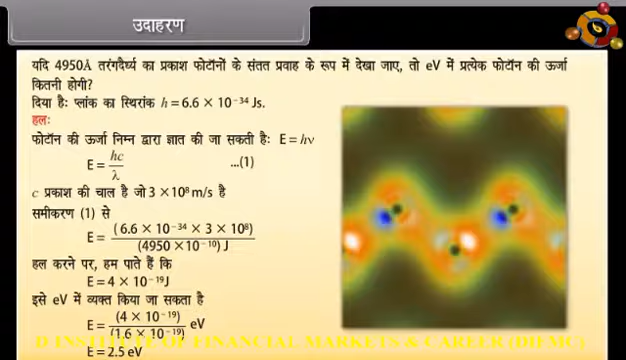 उदाहरण
यदि 4950Å तरंगदैर्घ्य का प्रकाश फोटॉनों के संतत प्रवाह के रूप में देखा जाए, तो eV में प्रत्येक फोटॉन की ऊर्जा
कितनी होगी?
दिया हैः प्लांक का स्थिरांक h = 6.6 × 10⁻³⁴ Js.
हलः
फोटॉन की ऊर्जा निम्न द्वारा ज्ञात की जा सकती हैः E = hν
E = hc/λ ...(1)
c प्रकाश की चाल है जो 3 × 10⁸ m/s है
समीकरण (1) से
E = (6.6 × 10⁻³⁴ × 3 × 10⁸)/(4950 × 10⁻¹⁰) J
हल करने पर, हम पाते हैं कि
E = 4 × 10⁻¹⁹ J
इसे eV में व्यक्त किया जा सकता है
E = (4 × 10⁻¹⁹)/(1.6 × 10⁻¹⁹) eV
D INSTITUTE OF FINANCIAL MARKETS & CAREER (DIFMC)
E = 2.5 eV